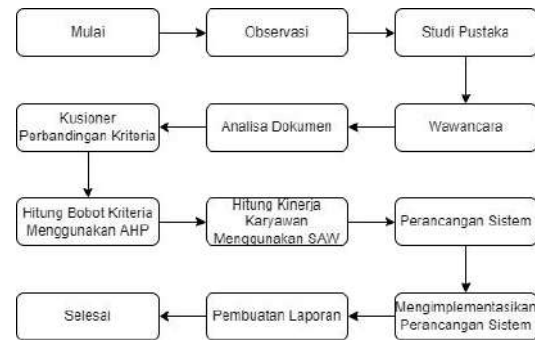 Mulai
Observasi
Studi Pustaka
Wawancara
Analisa Dokumen
Kusioner
Perbandingan Kriteria
Hitung Bobot Kriteria
Menggunakan AHP
Hitung Kinerja
Karyawan
Menggunakan SAW
Perancangan Sistem
Mengimplementasikan
Perancangan Sistem
Pembuatan Laporan
Selesai